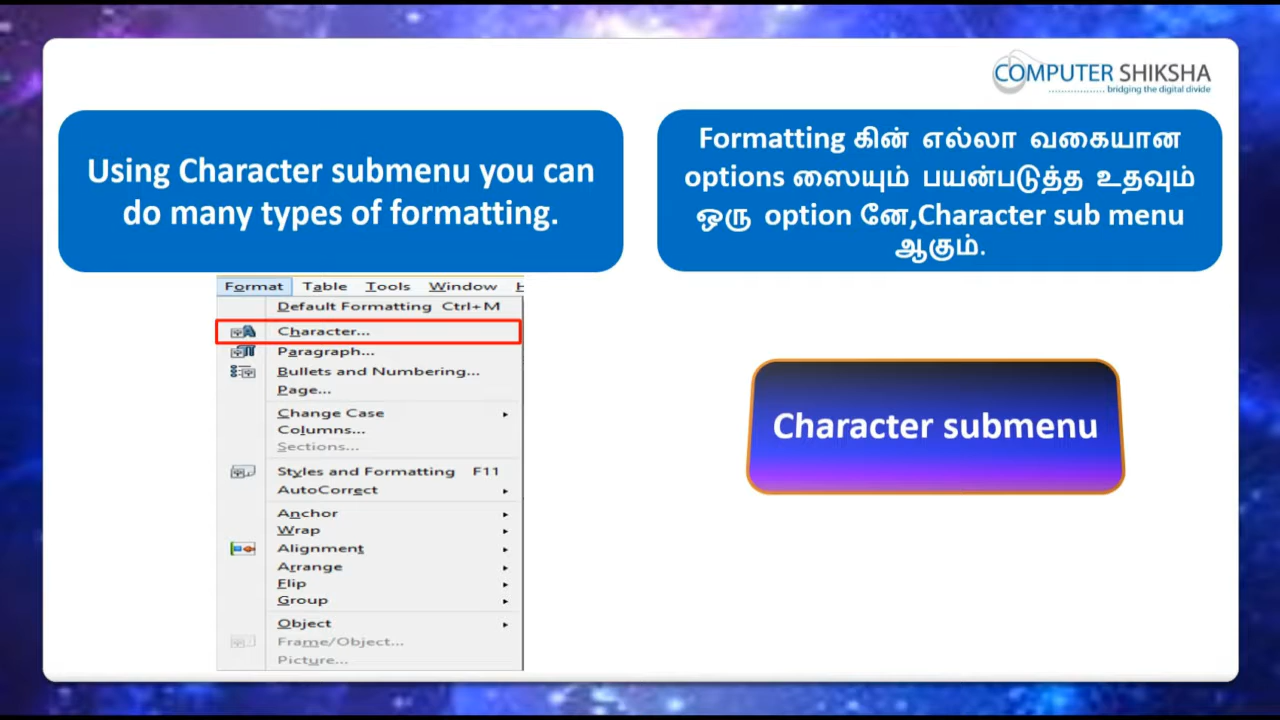 COMPUTER SHIKSHA
bridging the digital divide
Using Character submenu you can
do many types of formatting.
Formatting கின் எல்லா வகையான
options ஸையும் பயன்படுத்த உதவும்
ஒரு option னே,Character sub menu
ஆகும்.
Format Table Tools Window H
Default Formatting Ctrl+M
Character...
Paragraph...
Bullets and Numbering...
Page...
Change Case
Columns...
Sections...
Styles and Formatting F11
AutoCorrect
Anchor
Wrap
Alignment
Arrange
Flip
Group
Object
Frame/Object...
Picture...
Character submenu